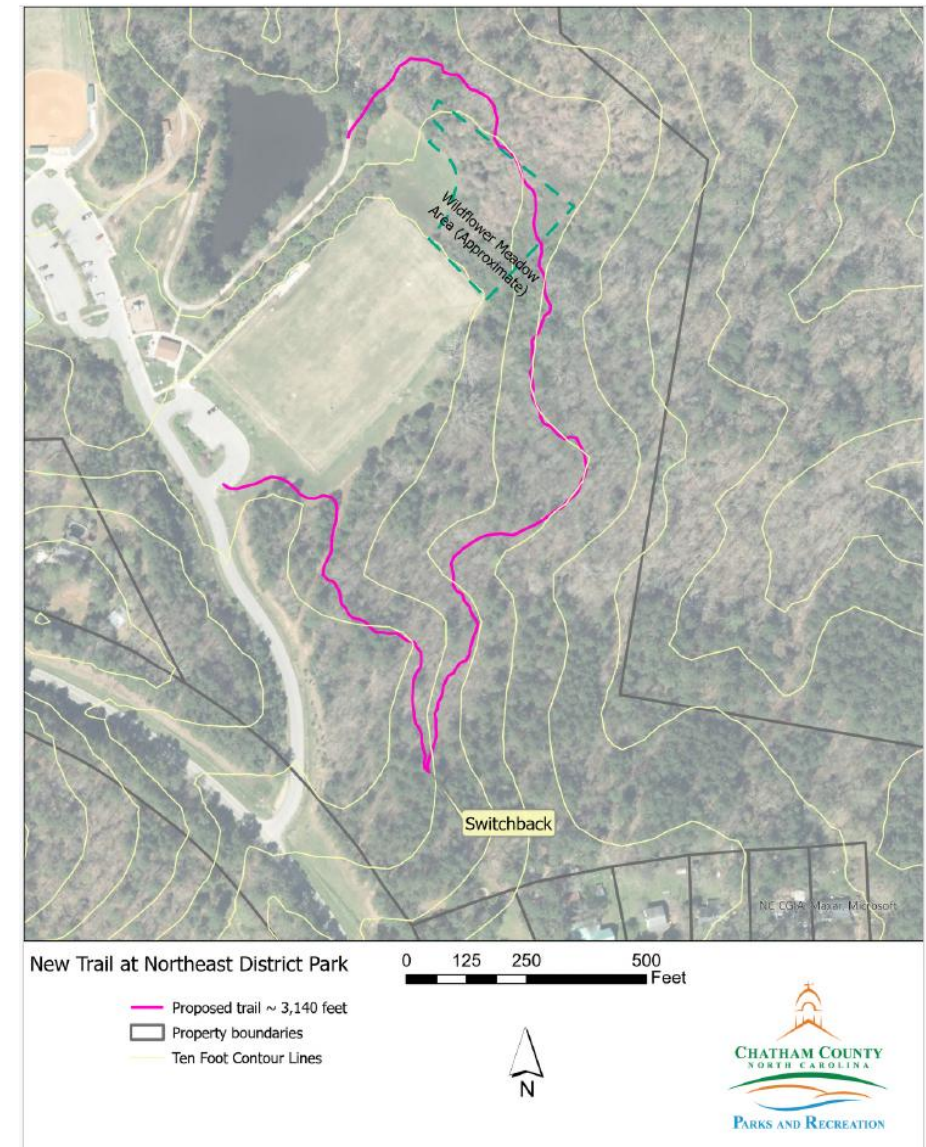 Wildflower Meadow
Area (Approximate)
Switchback
NC CGIA, Maxar, Microsoft
New Trail at Northeast District Park
0 125 250 500
Feet
Proposed trail ~ 3,140 feet
Property boundaries
Ten Foot Contour Lines
N
CHATHAM COUNTY
NORTH CAROLINA
PARKS AND RECREATION